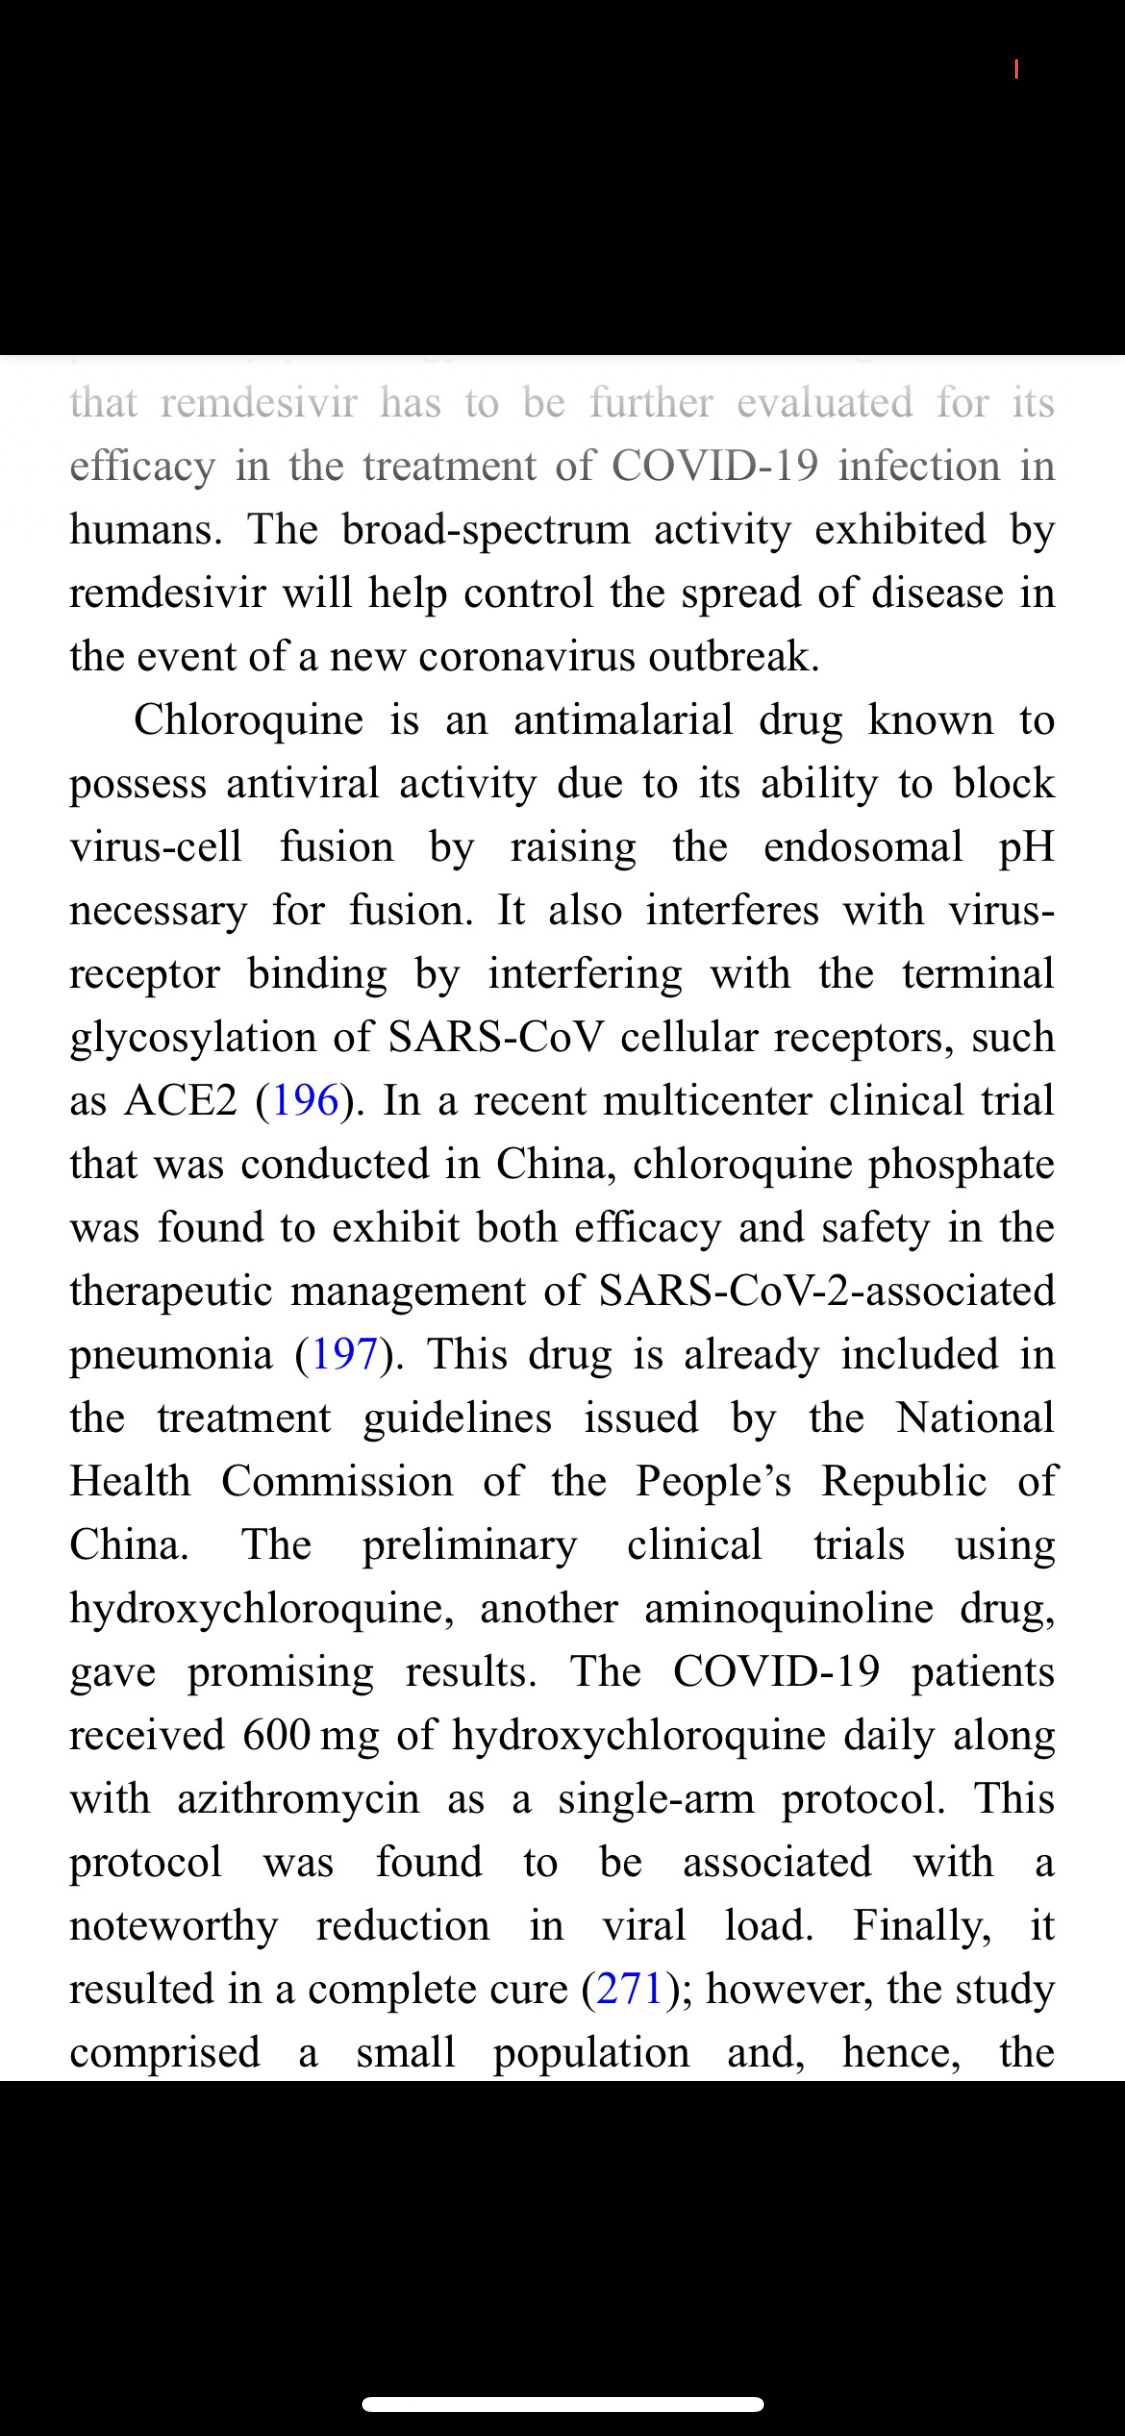 that remdesivir has to be further evaluated for its
efficacy in the treatment of COVID-19 infection in
humans. The broad-spectrum activity exhibited by
remdesivir will help control the spread of disease in
the event of a new coronavirus outbreak.
Chloroquine is an antimalarial drug known to
possess antiviral activity due to its ability to block
virus-cell fusion by raising the endosomal pH
necessary for fusion. It also interferes with virus-
receptor binding by interfering with the terminal
glycosylation of SARS-CoV cellular receptors, such
as ACE2 (196). In a recent multicenter clinical trial
that was conducted in China, chloroquine phosphate
was found to exhibit both efficacy and safety in the
therapeutic management of SARS-CoV-2-associated
pneumonia (197). This drug is already included in
the treatment guidelines issued by the National
Health Commission of the People’s Republic of
China. The preliminary clinical trials using
hydroxychloroquine, another aminoquinoline drug,
gave promising results. The COVID-19 patients
received 600 mg of hydroxychloroquine daily along
with azithromycin as a single-arm protocol. This
protocol was found to be associated with a
noteworthy reduction in viral load. Finally, it
resulted in a complete cure (271); however, the study
comprised a small population and, hence, the